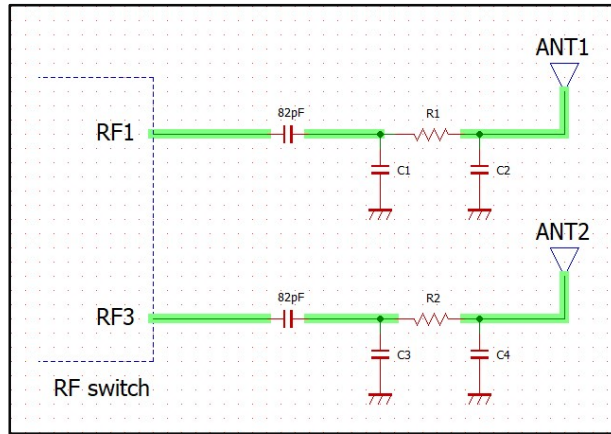 ANT1
82pF
R1
RF1
C1
C2
ANT2
82pF
R2
RF3
C3
C4
RF switch